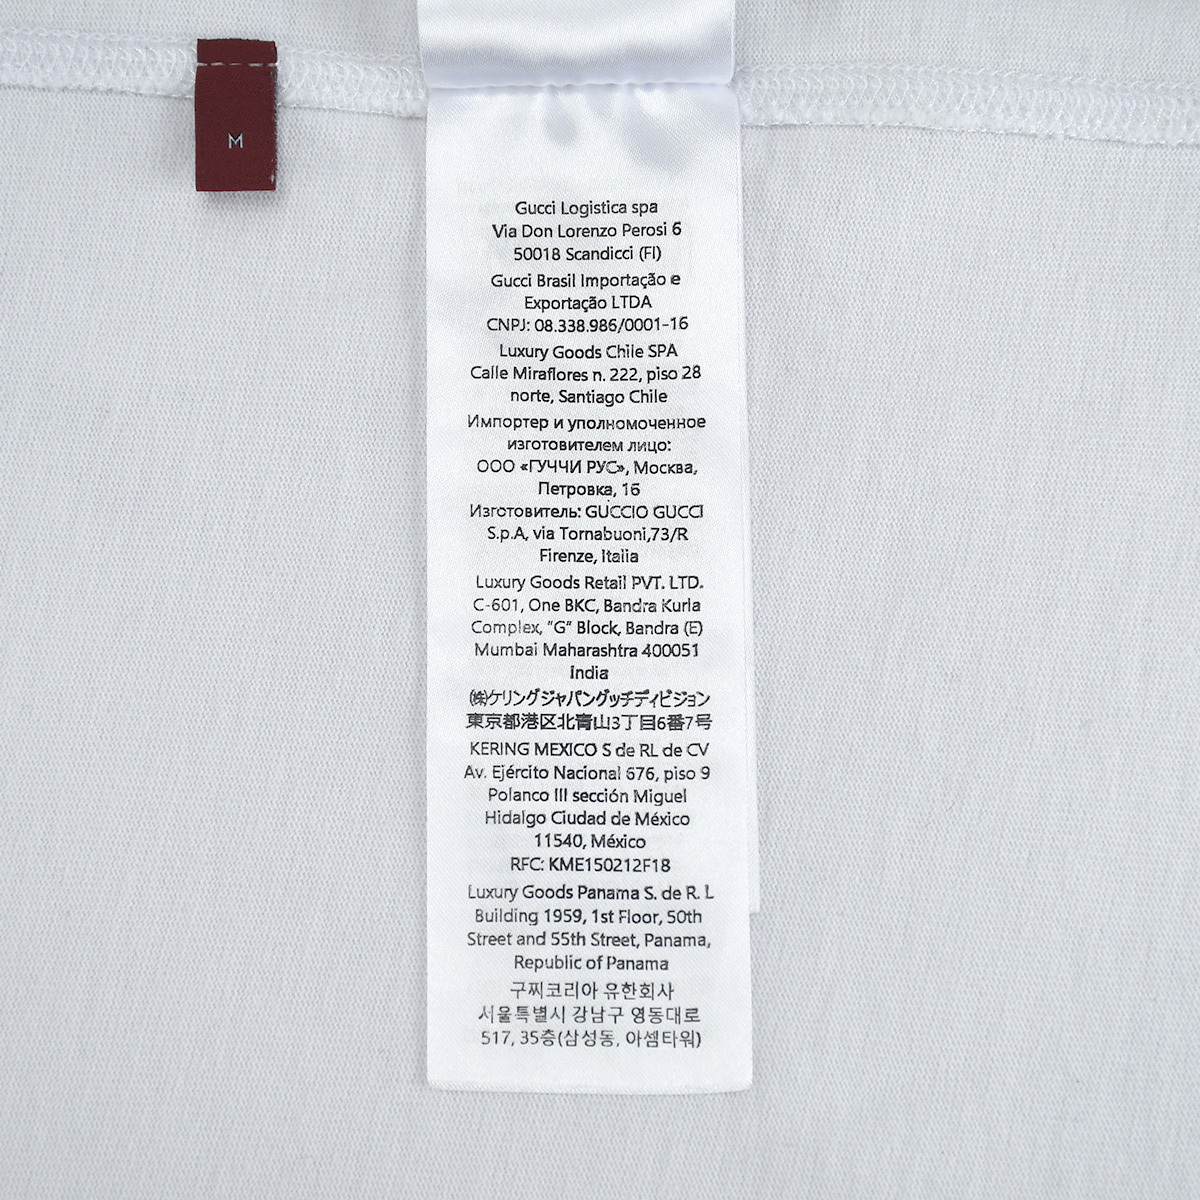 M
Gucci Logistica spa
Via Don Lorenzo Perosi 6
50018 Scandicci (FI)
Gucci Brasil Importação e
Exportação LTDA
CNPJ: 08.338.986/0001-16
Luxury Goods Chile SPA
Calle Miraflores n. 222, piso 28
norte, Santiago Chile
Импортер и уполномоченное
изготовителем лицо:
ООО «ГУЧЧИ РУС», Москва,
Петровка, 16
Изготовитель: GUCCIO GUCCI
S.p.A, via Tornabuoni,73/R
Firenze, Italia
Luxury Goods Retail PVT. LTD.
C-601, One BKC, Bandra Kurla
Complex, "G" Block, Bandra (E)
Mumbai Maharashtra 400051
India
㈱ケリングジャパングッチディビジョン
東京都港区北青山3丁目6番7号
KERING MEXICO S de RL de CV
Av. Ejército Nacional 676, piso 9
Polanco III sección Miguel
Hidalgo Ciudad de México
11540, México
RFC: KME150212F18
Luxury Goods Panama S. de R. L
Building 1959, 1st Floor, 50th
Street and 55th Street, Panama,
Republic of Panama
구찌코리아 유한회사
서울특별시 강남구 영동대로
517, 35층(삼성동, 아셈타워)